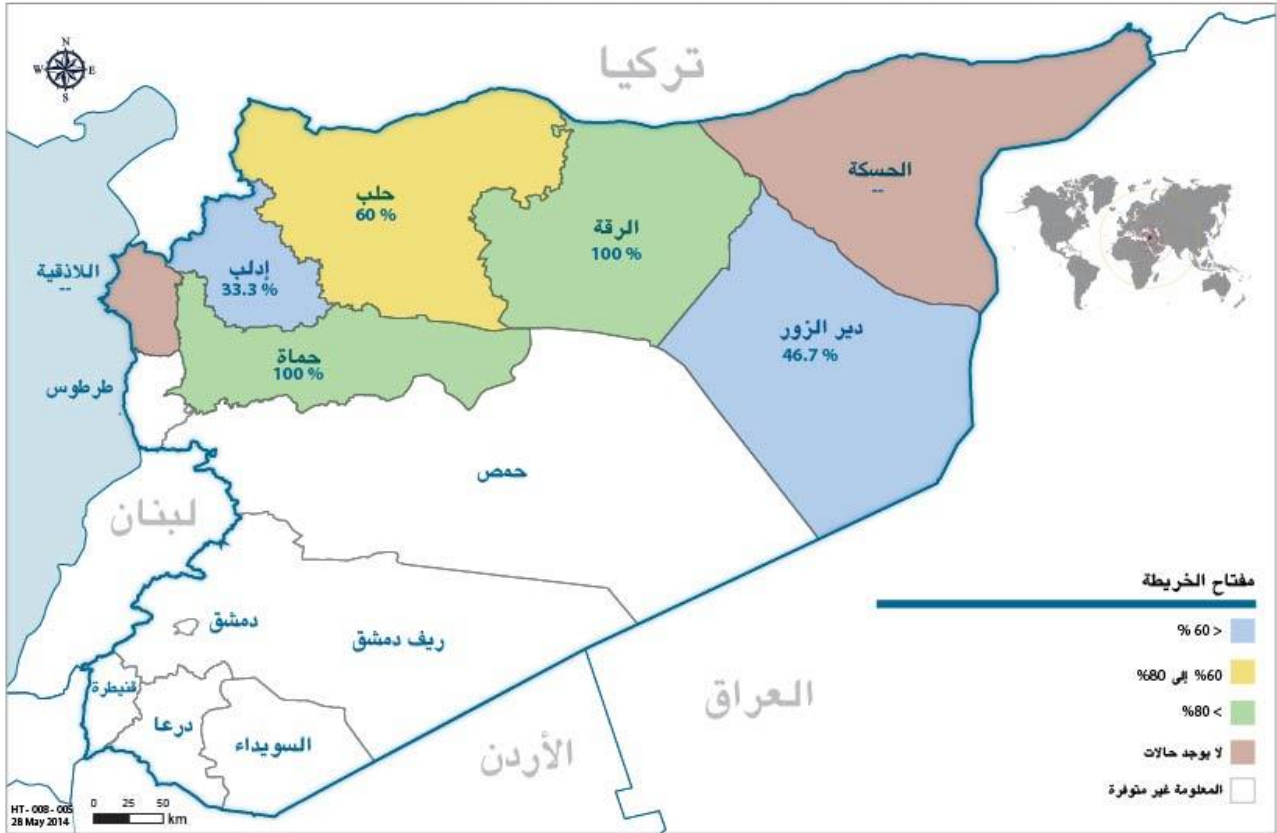 N
W
E
S
تركيا
الحسكة
--
حلب
60 %
الرقة
100 %
إدلب
33.3 %
اللاذقية
--
دير الزور
46.7 %
حماة
100 %
طرطوس
حمص
لبنان
دمشق
ريف دمشق
قنيطرة
درعا
السويداء
العراق
الأردن
مفتاح الخريطة
% 60 >
60% إلى 80%
%80 <
لا يوجد حالات
المعلومة غير متوفرة
HT - 008 - 005
28 May 2014
0 25 50
km